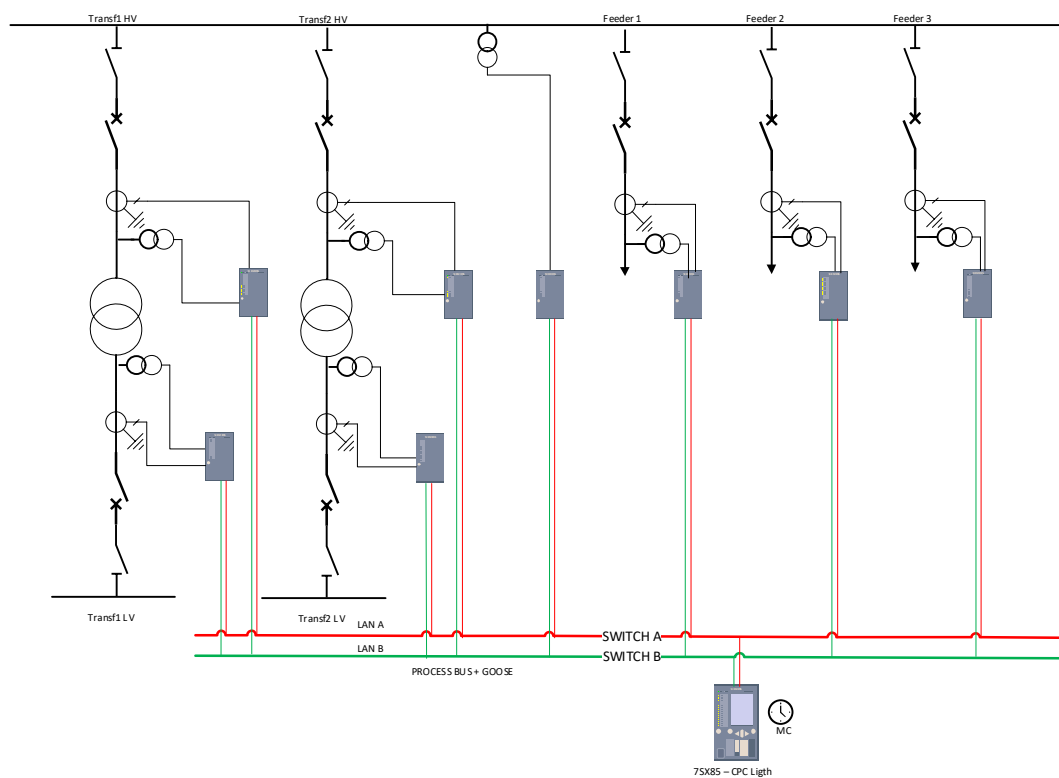 Transf1 HV
Transf2 HV
Feeder 1
Feeder 2
Feeder 3
Transf1 LV
Transf2 LV
LAN A
SWITCH A
LAN B
SWITCH B
PROCESS BUS + GOOSE
MC
7SX85 – CPC Ligth